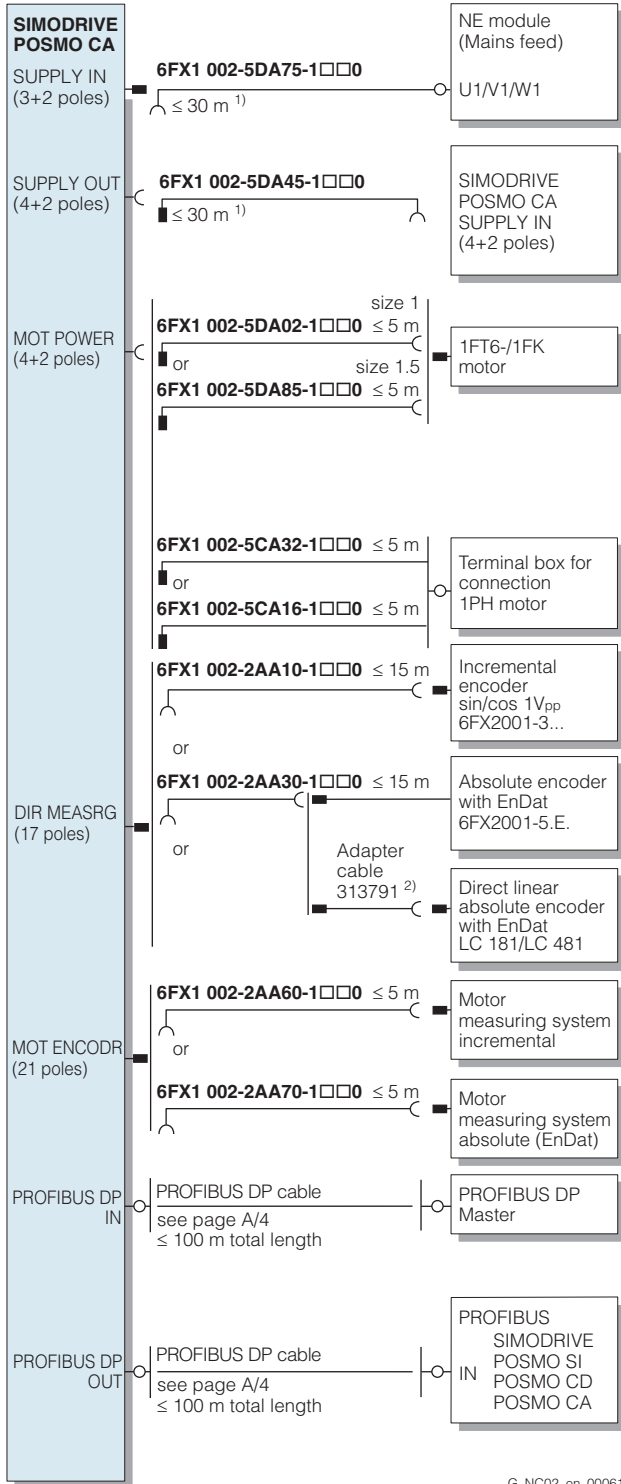 SIMODRIVE
POSMO CA
SUPPLY IN
(3+2 poles)
6FX1 002-5DA75-1□□0
≤ 30 m 1)
NE module
(Mains feed)
U1/V1/W1
SUPPLY OUT
(4+2 poles)
6FX1 002-5DA45-1□□0
≤ 30 m 1)
SIMODRIVE
POSMO CA
SUPPLY IN
(4+2 poles)
MOT POWER
(4+2 poles)
size 1
6FX1 002-5DA02-1□□0 ≤ 5 m
or
size 1.5
6FX1 002-5DA85-1□□0 ≤ 5 m
1FT6-/1FK
motor
6FX1 002-5CA32-1□□0 ≤ 5 m
or
6FX1 002-5CA16-1□□0 ≤ 5 m
Terminal box for
connection
1PH motor
DIR MEASRG
(17 poles)
6FX1 002-2AA10-1□□0 ≤ 15 m
or
Incremental
encoder
sin/cos 1Vpp
6FX2001-3...
6FX1 002-2AA30-1□□0 ≤ 15 m
or
Absolute encoder
with EnDat
6FX2001-5.E.
Adapter
cable
313791 2)
Direct linear
absolute encoder
with EnDat
LC 181/LC 481
MOT ENCODR
(21 poles)
6FX1 002-2AA60-1□□0 ≤ 5 m
or
Motor
measuring system
incremental
6FX1 002-2AA70-1□□0 ≤ 5 m
Motor
measuring system
absolute (EnDat)
PROFIBUS DP
IN
PROFIBUS DP cable
see page A/4
≤ 100 m total length
PROFIBUS DP
Master
PROFIBUS DP
OUT
PROFIBUS DP cable
see page A/4
≤ 100 m total length
PROFIBUS
SIMODRIVE
IN POSMO SI
POSMO CD
POSMO CA
G_NC02_en_00061